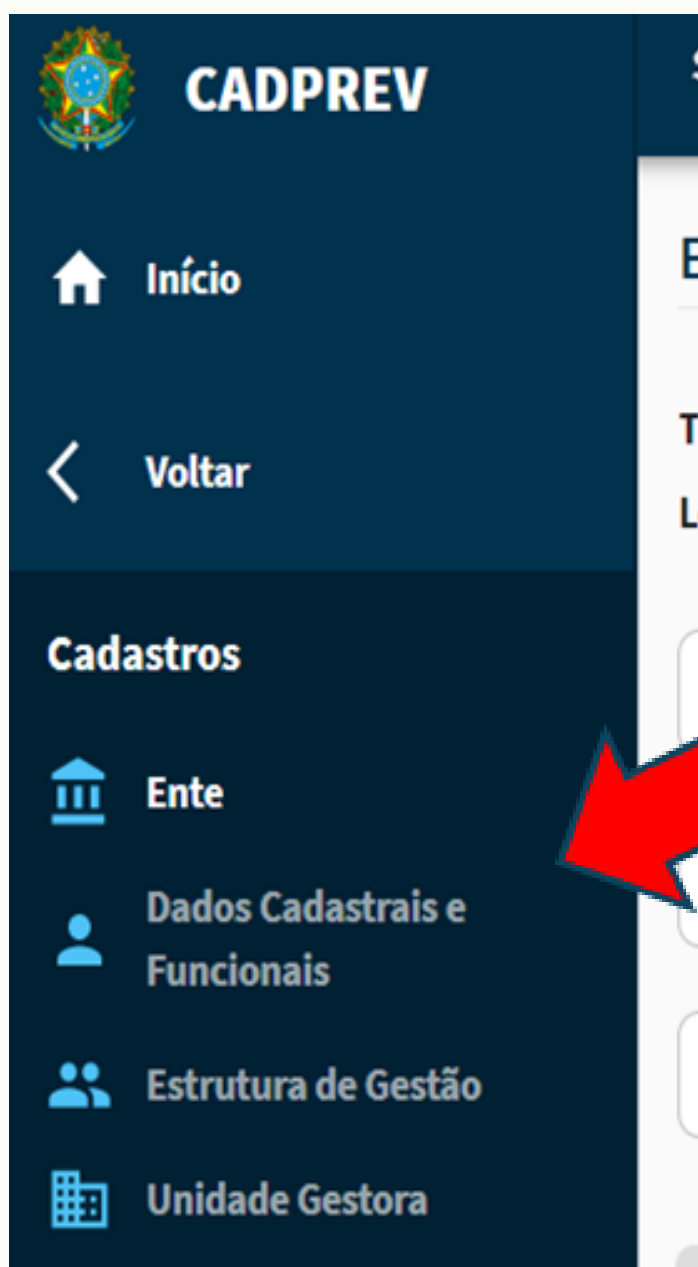 CADPREV
Início
Voltar
Cadastros
Ente
Dados Cadastrais e
Funcionais
Estrutura de Gestão
Unidade Gestora